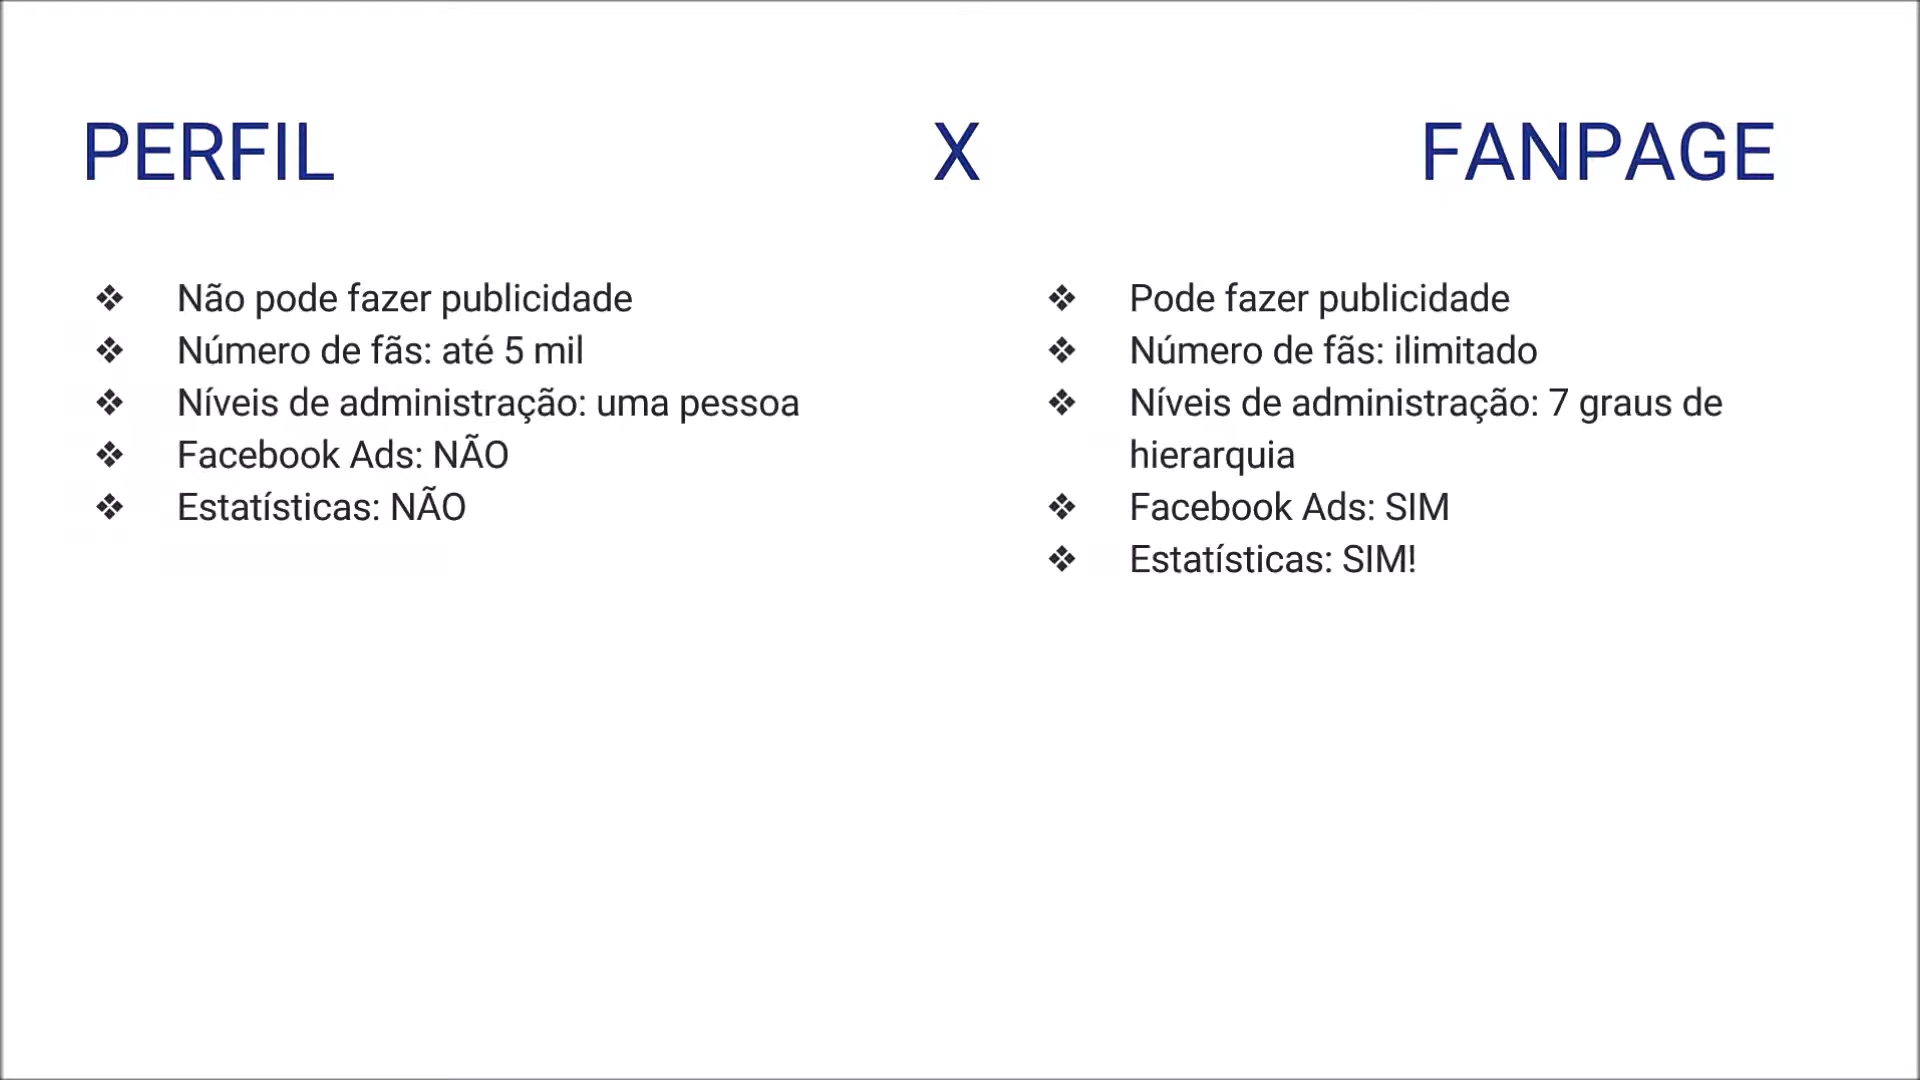 PERFIL X FANPAGE
❖ Não pode fazer publicidade
❖ Número de fãs: até 5 mil
❖ Níveis de administração: uma pessoa
❖ Facebook Ads: NÃO
❖ Estatísticas: NÃO
❖ Pode fazer publicidade
❖ Número de fãs: ilimitado
❖ Níveis de administração: 7 graus de
hierarquia
❖ Facebook Ads: SIM
❖ Estatísticas: SIM!